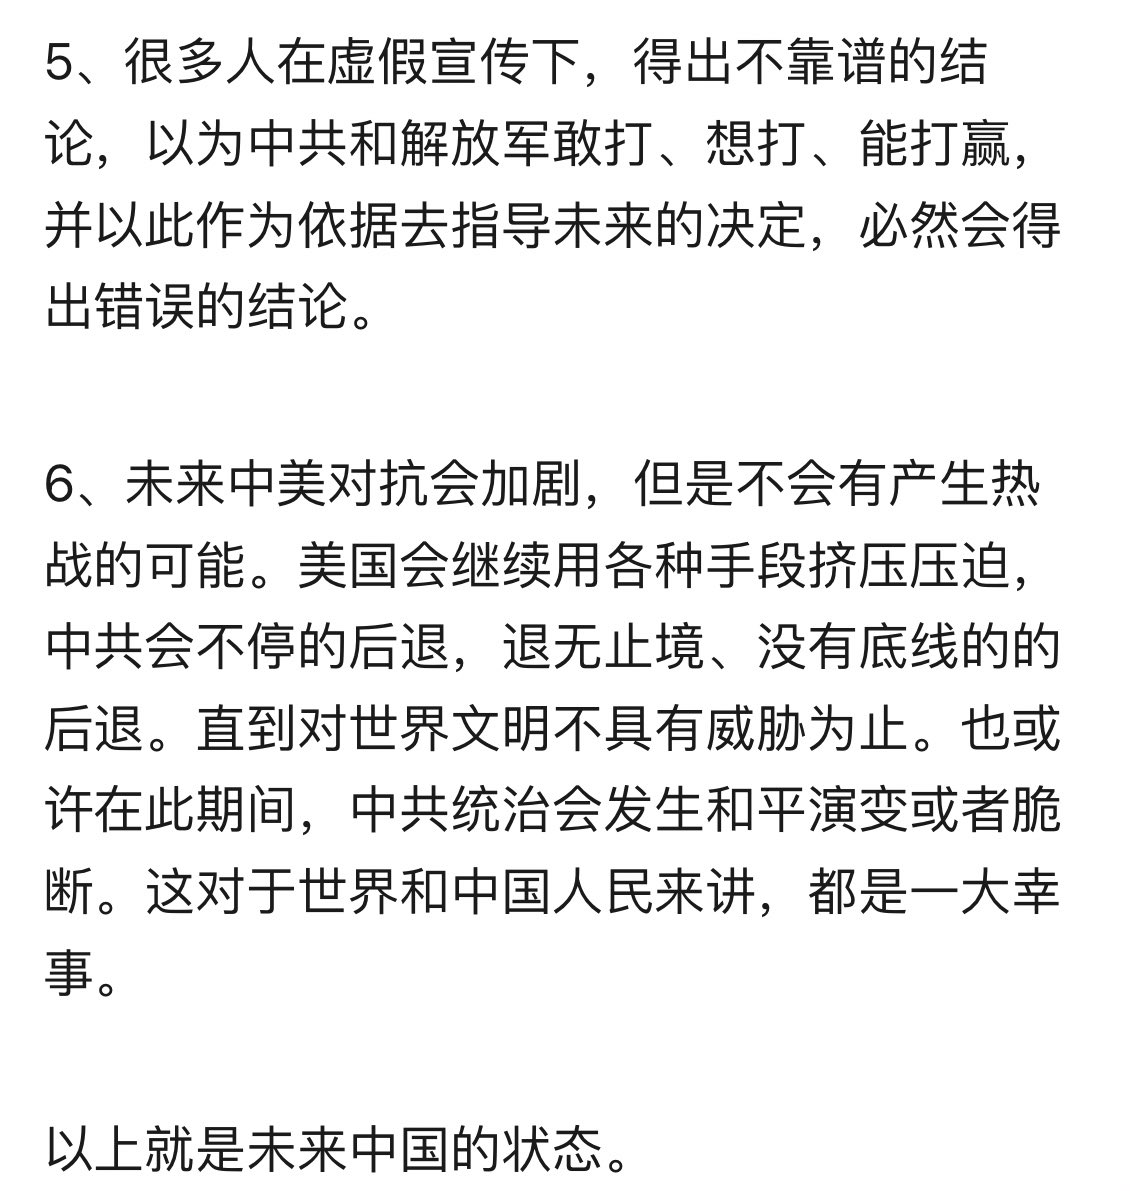 5、很多人在虚假宣传下，得出不靠谱的结
论，以为中共和解放军敢打、想打、能打赢，
并以此作为依据去指导未来的决定，必然会得
出错误的结论。
6、未来中美对抗会加剧，但是不会有产生热
战的可能。美国会继续用各种手段挤压压迫，
中共会不停的后退，退无止境、没有底线的的
后退。直到对世界文明不具有威胁为止。也或
许在此期间，中共统治会发生和平演变或者脆
断。这对于世界和中国人民来讲，都是一大幸
事。
以上就是未来中国的状态。